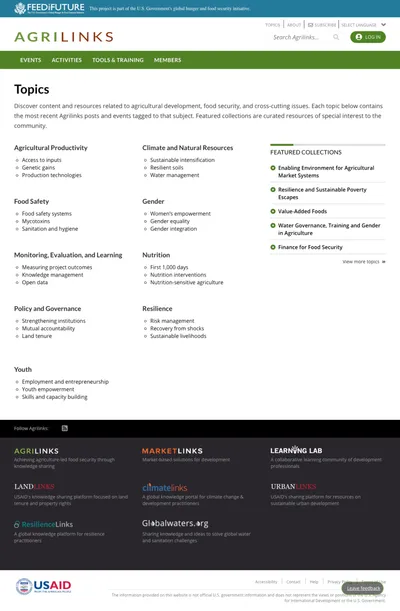 FEED THE FUTURE
This project is part of the U.S. Government's global hunger and food security initiative.
TOPICS ABOUT SUBSCRIBE SELECT LANGUAGE
AGRILINKS
Search Agrilinks...
LOG IN
EVENTS ACTIVITIES TOOLS & TRAINING MEMBERS
Topics
Discover content and resources related to agricultural development, food security, and cross-cutting issues. Each topic below contains
the most recent Agrilinks posts and events tagged to that subject. Featured collections are curated resources of special interest to the
community.
Agricultural Productivity
Access to inputs
Genetic gains
Production technologies
Climate and Natural Resources
Sustainable intensification
Resilient soils
Water management
Food Safety
Food safety systems
Mycotoxins
Sanitation and hygiene
Gender
Women's empowerment
Gender equality
Gender integration
Monitoring, Evaluation, and Learning
Measuring project outcomes
Knowledge management
Open data
Nutrition
First 1,000 days
Nutrition interventions
Nutrition-sensitive agriculture
Policy and Governance
Strengthening institutions
Mutual accountability
Land tenure
Resilience
Risk management
Recovery from shocks
Sustainable livelihoods
Youth
Employment and entrepreneurship
Youth empowerment
Skills and capacity building
FEATURED COLLECTIONS
Enabling Environment for Agricultural
Market Systems
Resilience and Sustainable Poverty
Escapes
Value-Added Foods
Water Governance, Training and Gender
in Agriculture
Finance for Food Security
View more topics »
Follow Agrilinks:
AGRILINKS
Achieving agriculture-led food security through
knowledge sharing
MARKETLINKS
Market-based solutions for development
LEARNING LAB
A collaborative learning community of development
professionals
LANDLINKS
USAID's knowledge sharing platform focused on land
tenure and property rights
climatelinks
A global knowledge portal for climate change &
development practitioners
URBANLINKS
USAID's sharing platform for resources on
sustainable urban development
ResilienceLinks
A global knowledge platform for resilience
practitioners
Globalwaters.org
Sharing knowledge and ideas to solve global water
and sanitation challenges
USAID
FROM THE AMERICAN PEOPLE
Accessibility Contact Help Privacy Policy
Leave feedback
The information provided on this website is not official U.S. government information and does not represent the views or positions of the U.S. Agency
for International Development or the U.S. Government.